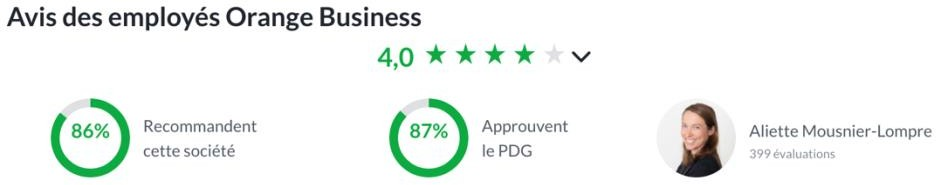 Avis des employés Orange Business
4,0
86%
Recommandent
cette société
87%
Approuvent
le PDG
Aliette Mousnier-Lompre
399 évaluations